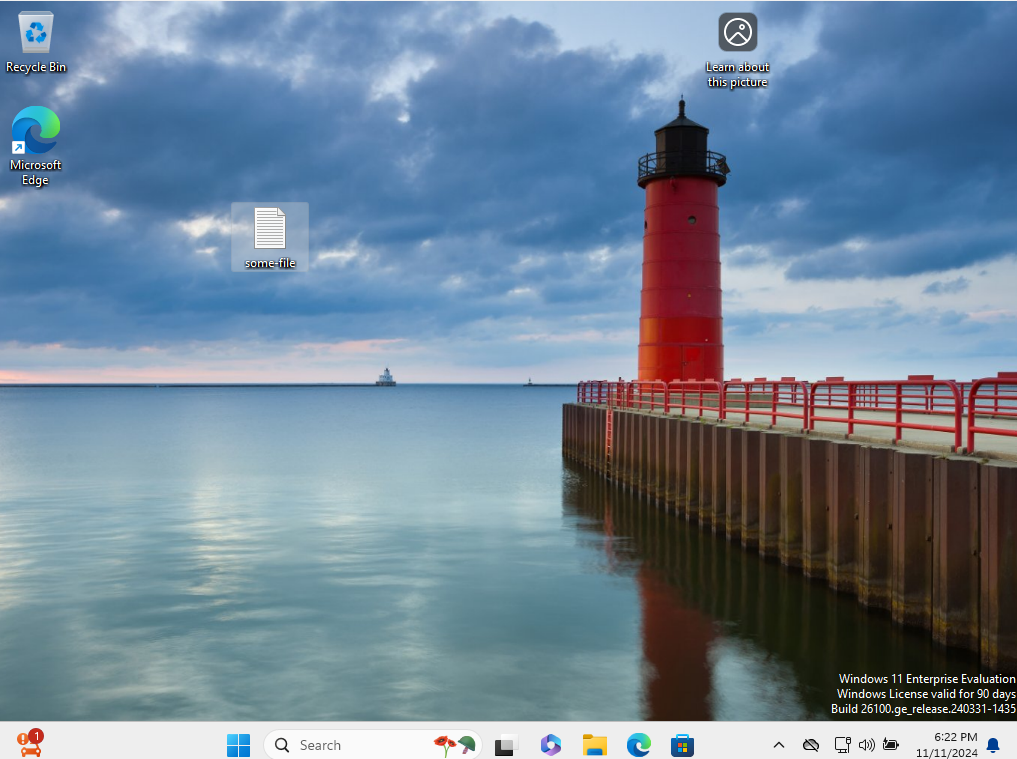 Recycle Bin
Learn about
this picture
Microsoft
Edge
some-file
Windows 11 Enterprise Evaluation
Windows License valid for 90 days
Build 26100.ge_release.240331-1435
1
Search
6:22 PM
11/11/2024